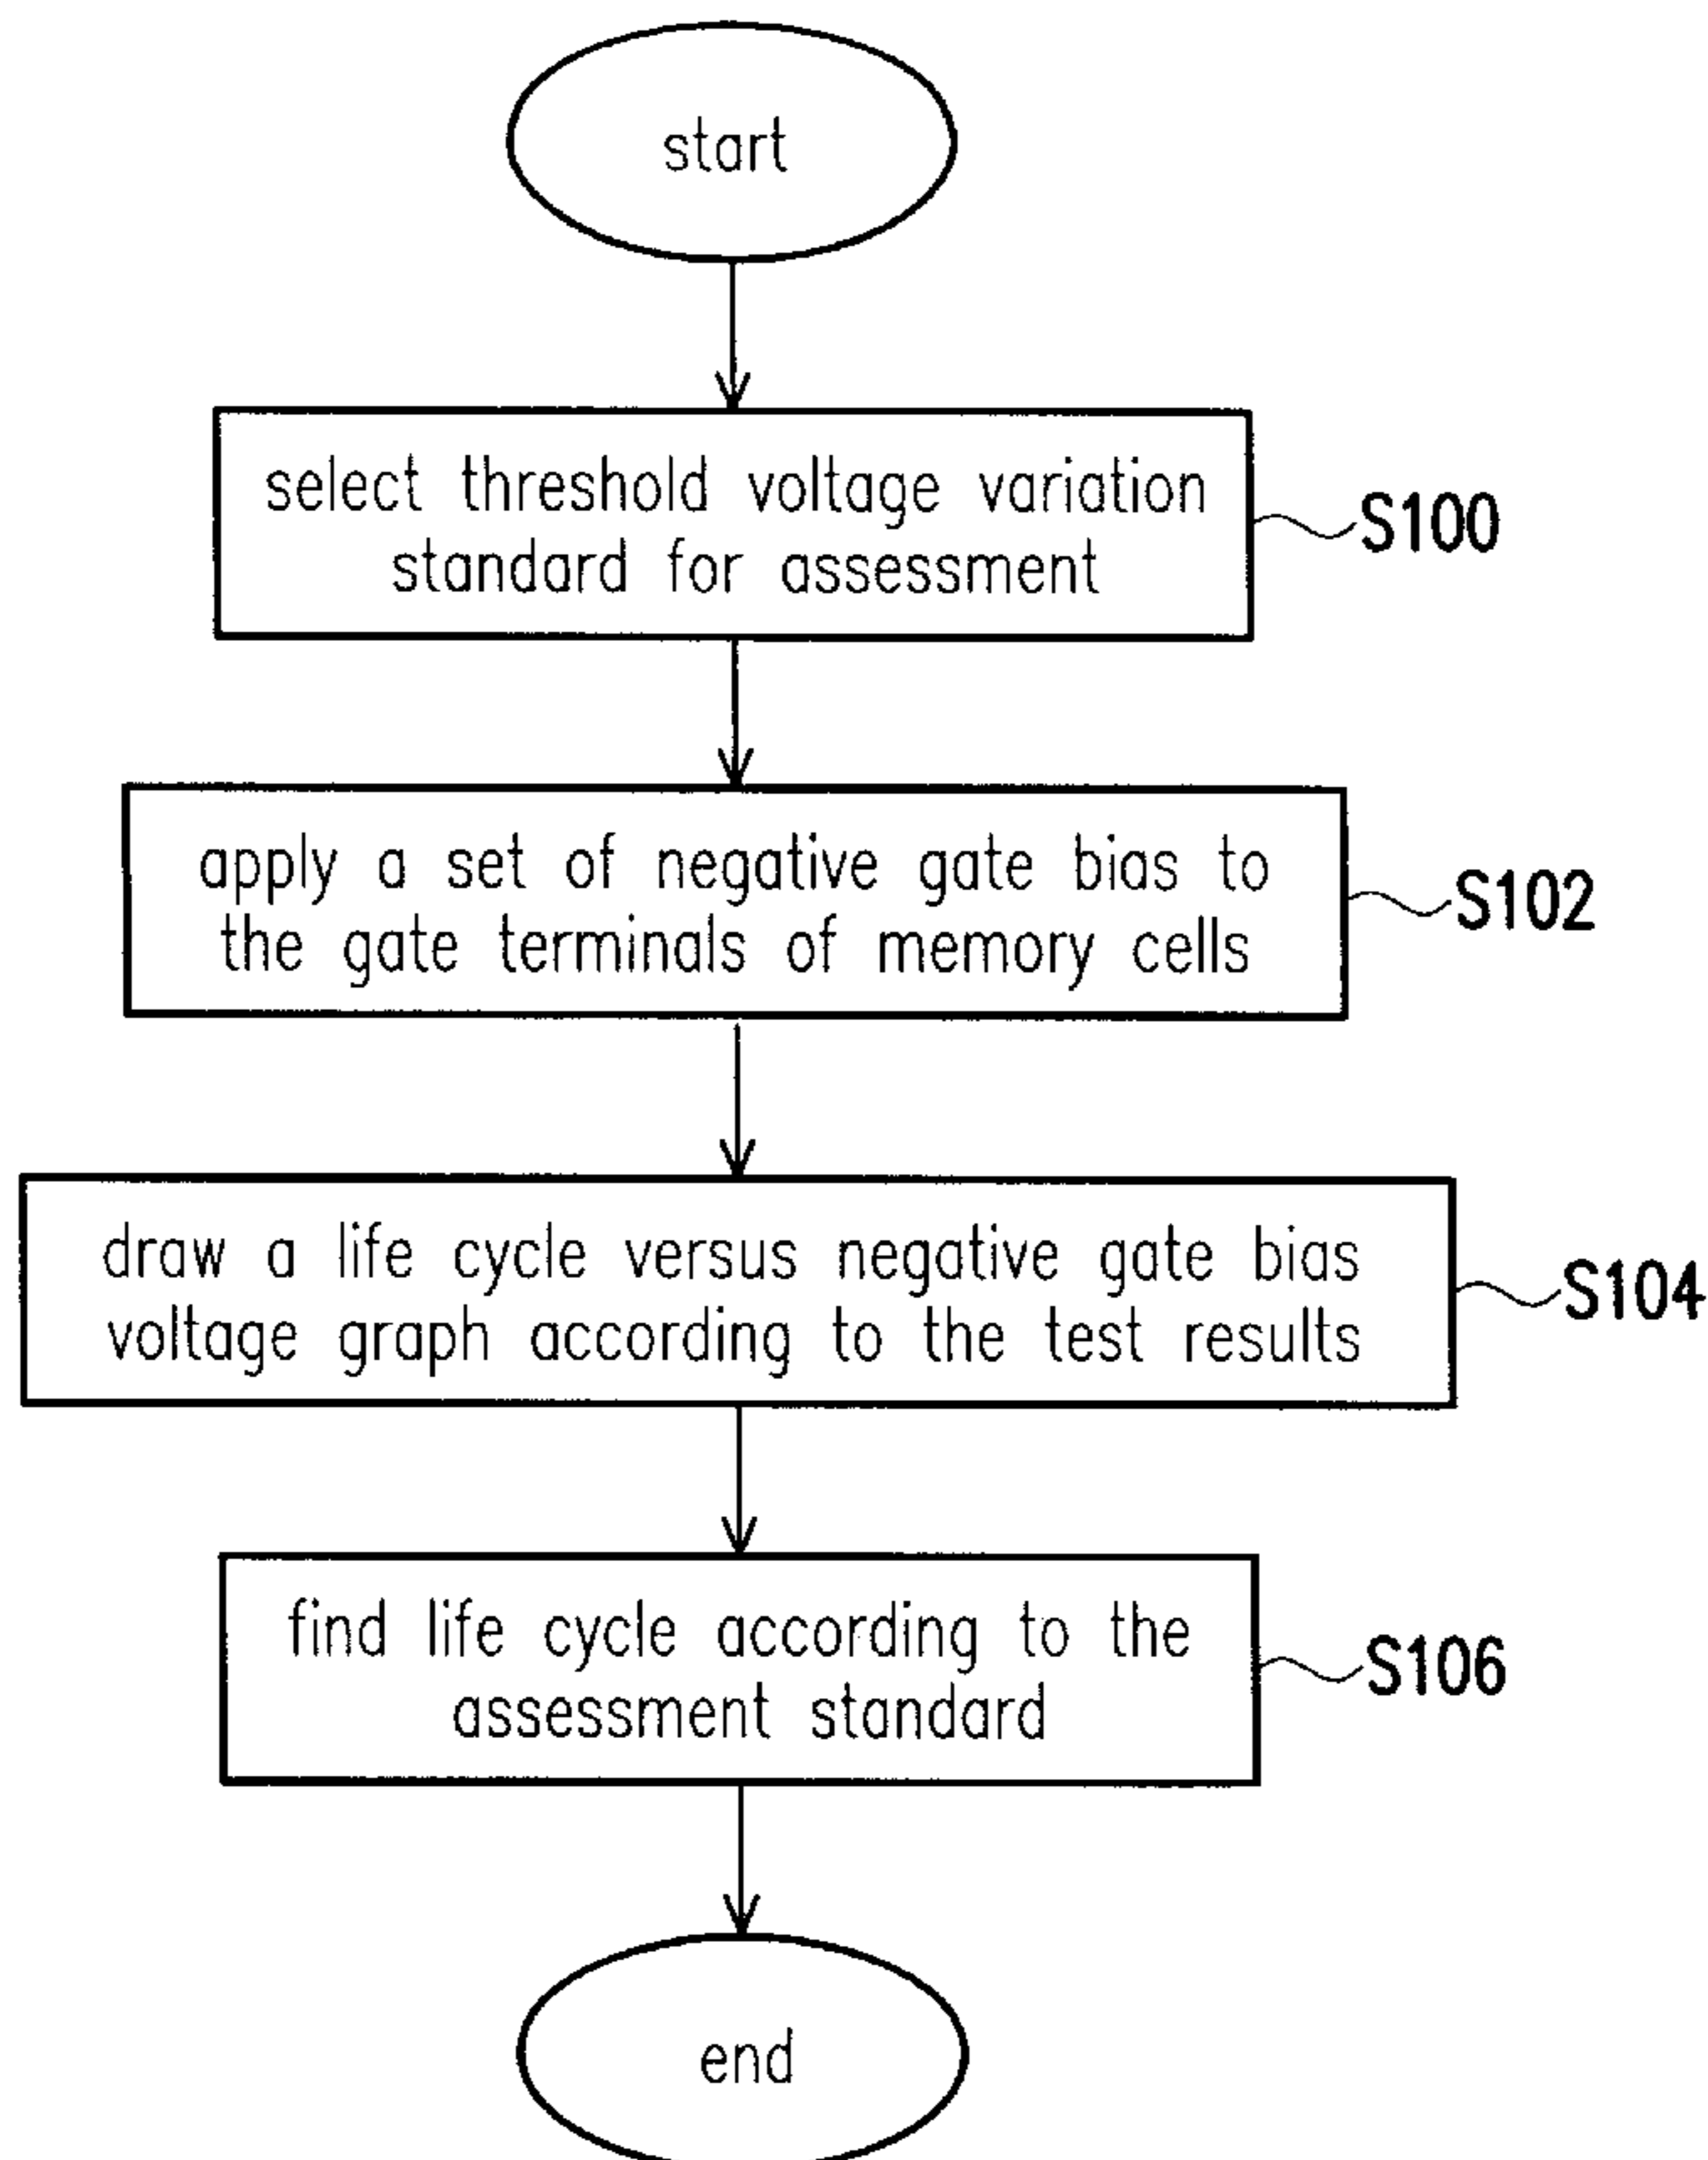 start
select threshold voltage variation
standard for assessment
S100
apply a set of negative gate bias to
the gate terminals of memory cells
S102
draw a life cycle versus negative gate bias
voltage graph according to the test results
S104
find life cycle according to the
assessment standard
S106
end